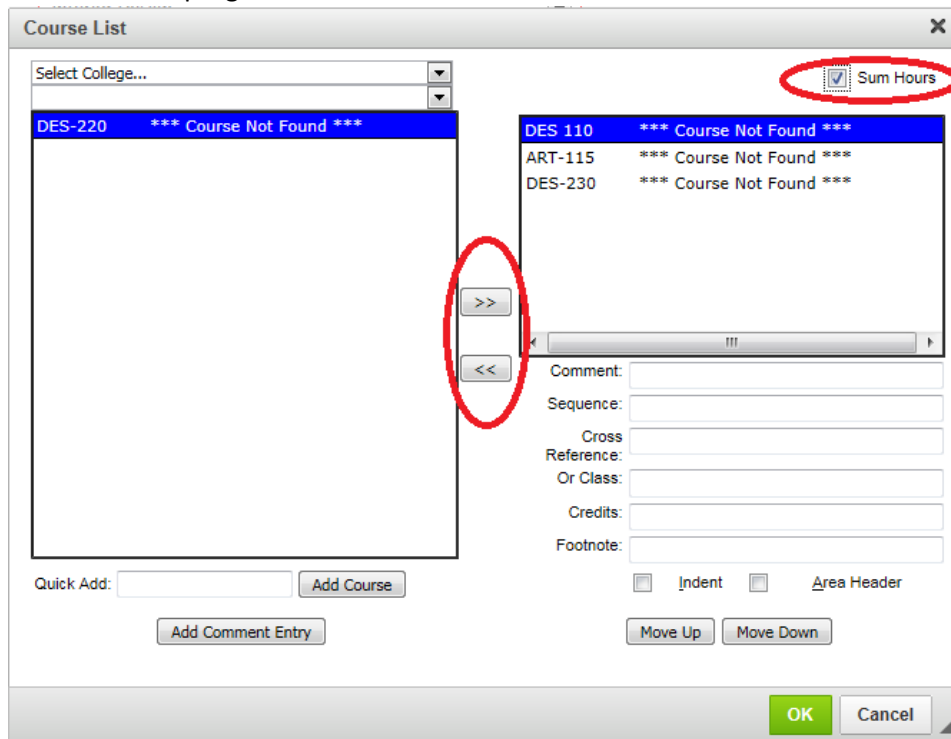 Course List
Select College...
Sum Hours
DES-220 *** Course Not Found ***
DES 110 *** Course Not Found ***
ART-115 *** Course Not Found ***
DES-230 *** Course Not Found ***
>>
<<
Comment:
Sequence:
Cross
Reference:
Or Class:
Credits:
Footnote:
Quick Add:
Add Course
Indent
Area Header
Add Comment Entry
Move Up
Move Down
OK
Cancel